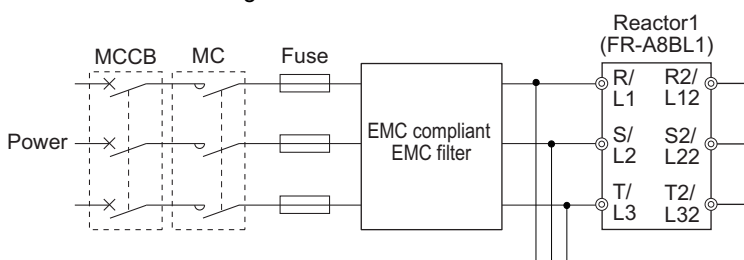 Reactor1
(FR-A8BL1)
MCCB
MC
Fuse
Power
EMC compliant
EMC filter
R/
L1
R2/
L12
S/
L2
S2/
L22
T/
L3
T2/
L32